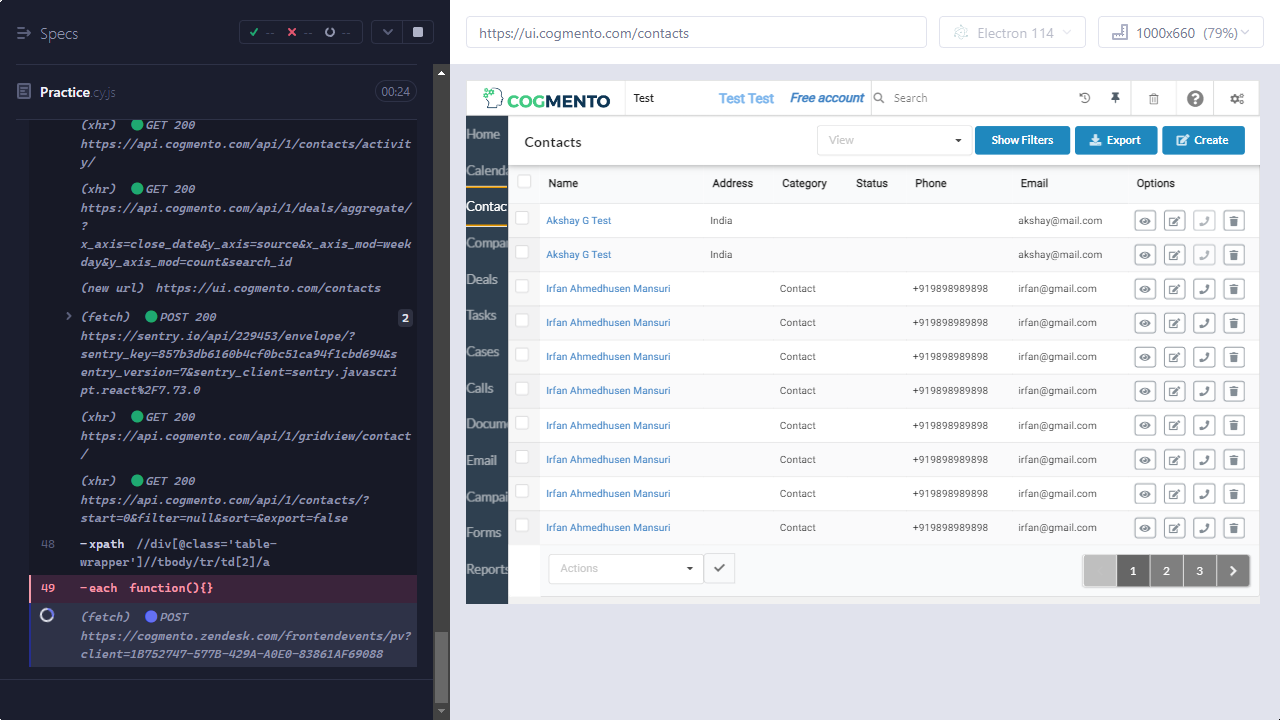 Specs
--
--
--
https://ui.cogmento.com/contacts
Electron 114
1000x660 (79%)
Practice.cy.js
00:24
(xhr) GET 200
https://api.cogmento.com/api/1/contacts/activit
y/
(xhr) GET 200
https://api.cogmento.com/api/1/deals/aggregate/
?
x_axis=close_date&y_axis=source&x_axis_mod=week
day&y_axis_mod=count&search_id
(new url) https://ui.cogmento.com/contacts
(fetch) POST 200 2
https://sentry.io/api/229453/envelope/?
sentry_key=857b3db6160b4cf0bc51ca94f1cbd694&s
entry_version=7&sentry_client=sentry.javascri
pt.react%2F7.73.0
(xhr) GET 200
https://api.cogmento.com/api/1/gridview/contact
/
(xhr) GET 200
https://api.cogmento.com/api/1/contacts/?
start=0&filter=null&sort=&export=false
48 -xpath //div[@class='table-
wrapper']//tbody/tr/td[2]/a
49 -each function(){}
(fetch) POST
https://cogmento.zendesk.com/frontendevents/pv?
client=1B752747-577B-429A-A0E0-83861AF69088
COGMENTO
Test
Test Test
Free account
Search
Home
Calenda
Contac
Compar
Deals
Tasks
Cases
Calls
Docume
Email
Campai
Forms
Reports
Contacts
View
Show Filters
Export
Create
Name Address Category Status Phone Email Options
Akshay G Test India akshay@mail.com
Akshay G Test India akshay@mail.com
Irfan Ahmedhusen Mansuri Contact +919898989898 irfan@gmail.com
Irfan Ahmedhusen Mansuri Contact +919898989898 irfan@gmail.com
Irfan Ahmedhusen Mansuri Contact +919898989898 irfan@gmail.com
Irfan Ahmedhusen Mansuri Contact +919898989898 irfan@gmail.com
Irfan Ahmedhusen Mansuri Contact +919898989898 irfan@gmail.com
Irfan Ahmedhusen Mansuri Contact +919898989898 irfan@gmail.com
Irfan Ahmedhusen Mansuri Contact +919898989898 irfan@gmail.com
Irfan Ahmedhusen Mansuri Contact +919898989898 irfan@gmail.com
Actions
1 2 3